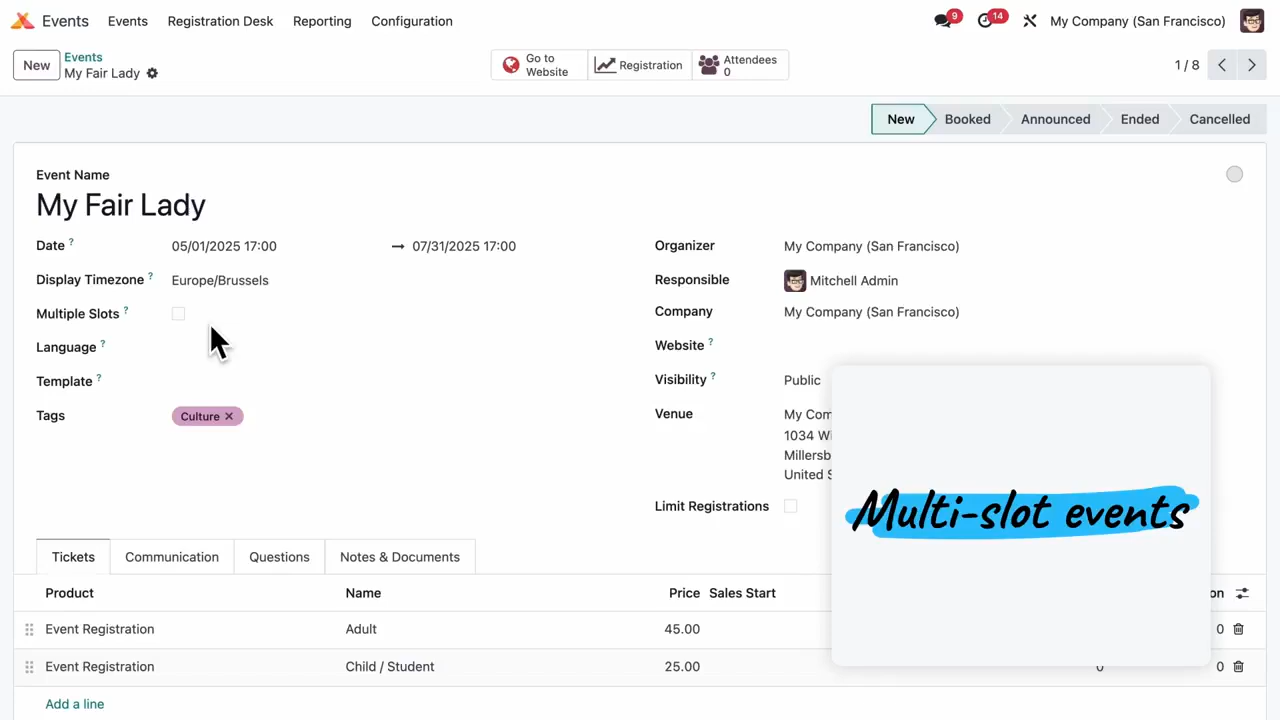 Events
Events
Registration Desk
Reporting
Configuration
9
14
My Company (San Francisco)
New
Events
My Fair Lady
Go to
Website
Registration
Attendees
0
1 / 8
New
Booked
Announced
Ended
Cancelled
Event Name
My Fair Lady
Date ?
05/01/2025 17:00
07/31/2025 17:00
Display Timezone ?
Europe/Brussels
Multiple Slots ?
Language ?
Template ?
Tags
Culture
Organizer
My Company (San Francisco)
Responsible
Mitchell Admin
Company
My Company (San Francisco)
Website ?
Visibility ?
Public
Venue
My Com
1034 Wi
Millersb
United S
Limit Registrations
Multi-slot events
Tickets
Communication
Questions
Notes & Documents
Product
Name
Price
Sales Start
on
Event Registration
Adult
45.00
0
Event Registration
Child / Student
25.00
0
0
Add a line